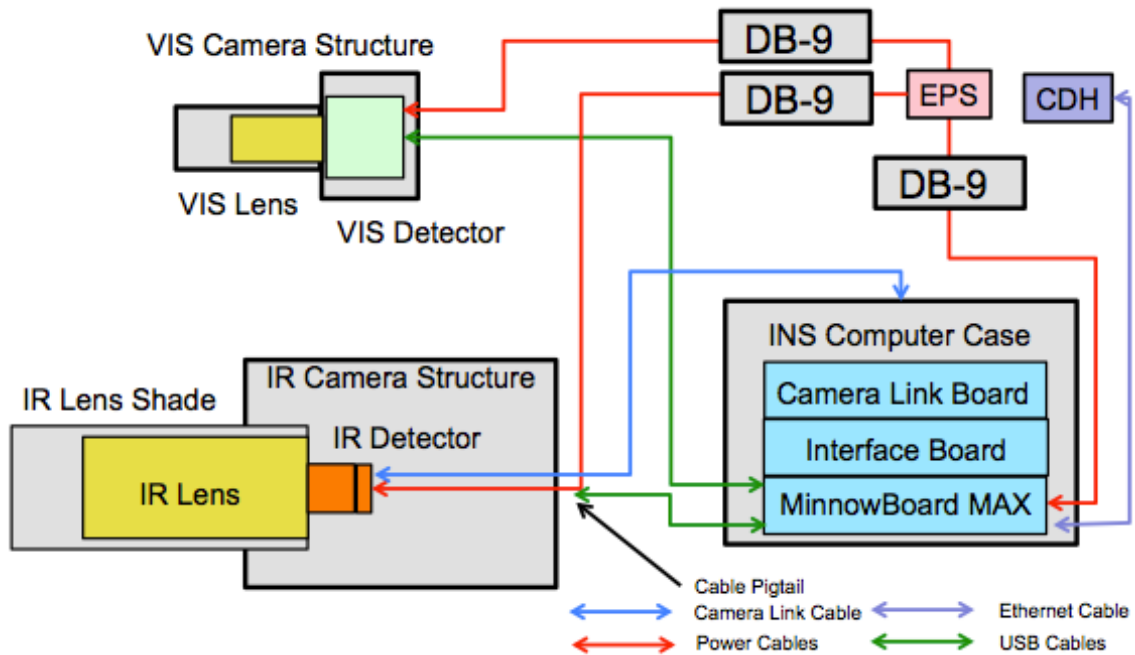 VIS Camera Structure
DB-9
DB-9
EPS
CDH
DB-9
VIS Lens
VIS Detector
INS Computer Case
Camera Link Board
Interface Board
MinnowBoard MAX
IR Camera Structure
IR Lens Shade
IR Detector
IR Lens
Cable Pigtail
Camera Link Cable
Ethernet Cable
Power Cables
USB Cables